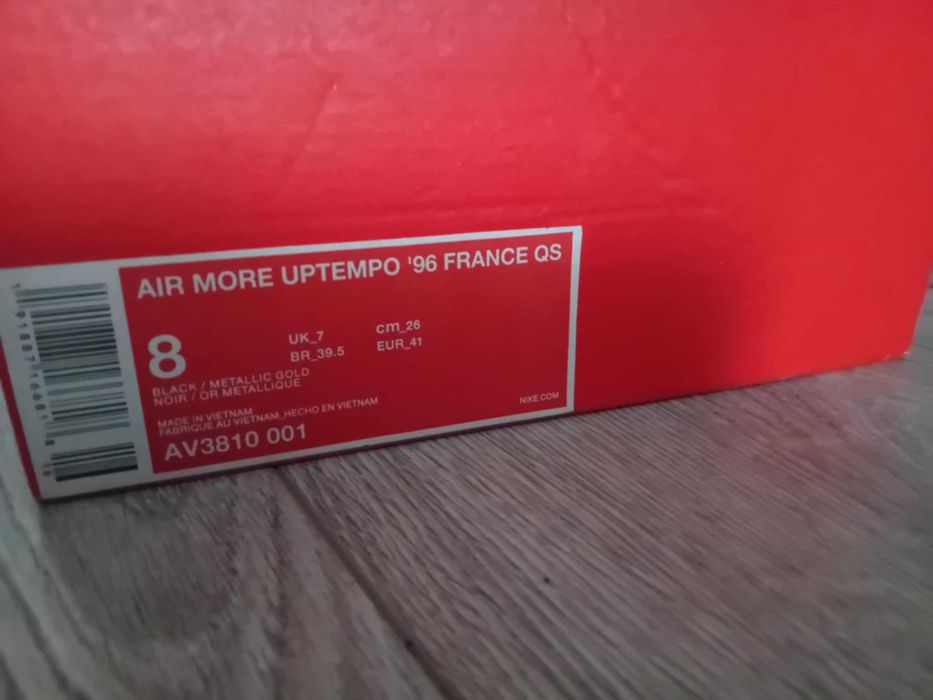 AIR MORE UPTEMPO '96 FRANCE QS
8
UK_7 cm_26
BR_39.5 EUR_41
BLACK / METALLIC GOLD
NOIR / OR METALLIQUE
MADE IN VIETNAM
FABRIQUE AU VIETNAM_HECHO EN VIETNAM
AV3810 001
NIKE.COM